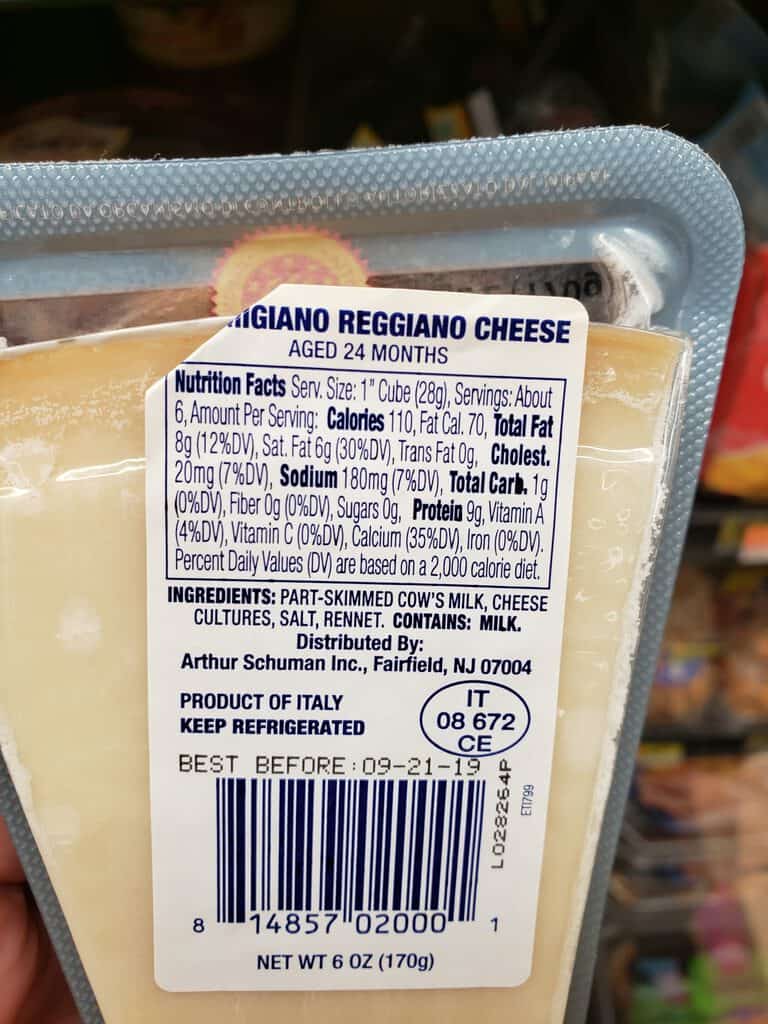 IGIANO REGGIANO CHEESE
AGED 24 MONTHS
Nutrition Facts Serv. Size: 1" Cube (28g), Servings: About
6, Amount Per Serving: Calories 110, Fat Cal. 70, Total Fat
8g (12%DV), Sat. Fat 6g (30%DV), Trans Fat 0g, Cholest.
20mg (7%DV), Sodium 180mg (7%DV), Total Carb. 1g
(0%DV), Fiber 0g (0%DV), Sugars 0g, Protein 9g, Vitamin A
(4%DV), Vitamin C (0%DV), Calcium (35%DV), Iron (0%DV).
Percent Daily Values (DV) are based on a 2,000 calorie diet.
INGREDIENTS: PART-SKIMMED COW'S MILK, CHEESE
CULTURES, SALT, RENNET. CONTAINS: MILK.
Distributed By:
Arthur Schuman Inc., Fairfield, NJ 07004
PRODUCT OF ITALY
KEEP REFRIGERATED
IT
08 672
CE
BEST BEFORE: 09-21-19
L028264P
ETI799
8 14857 02000 1
NET WT 6 OZ (170g)